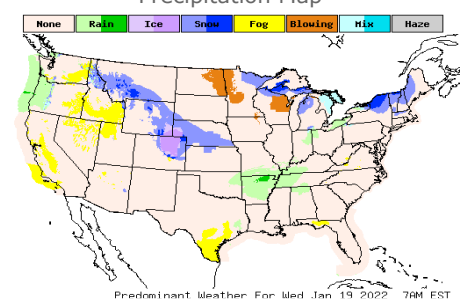 Precipitation Map
None Rain Ice Snow Fog Blowing Mix Haze
Predominant Weather For Wed Jan 19 2022 7AM EST